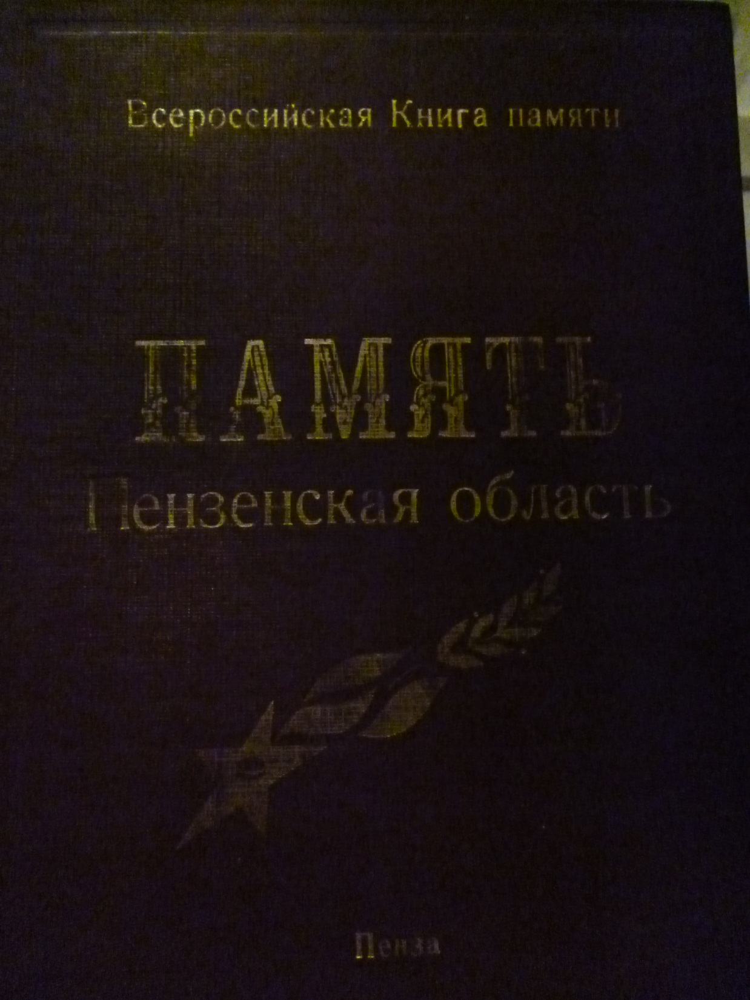 Всероссийская Книга памяти
ПАМЯТЬ
Пензенская область
Пенза